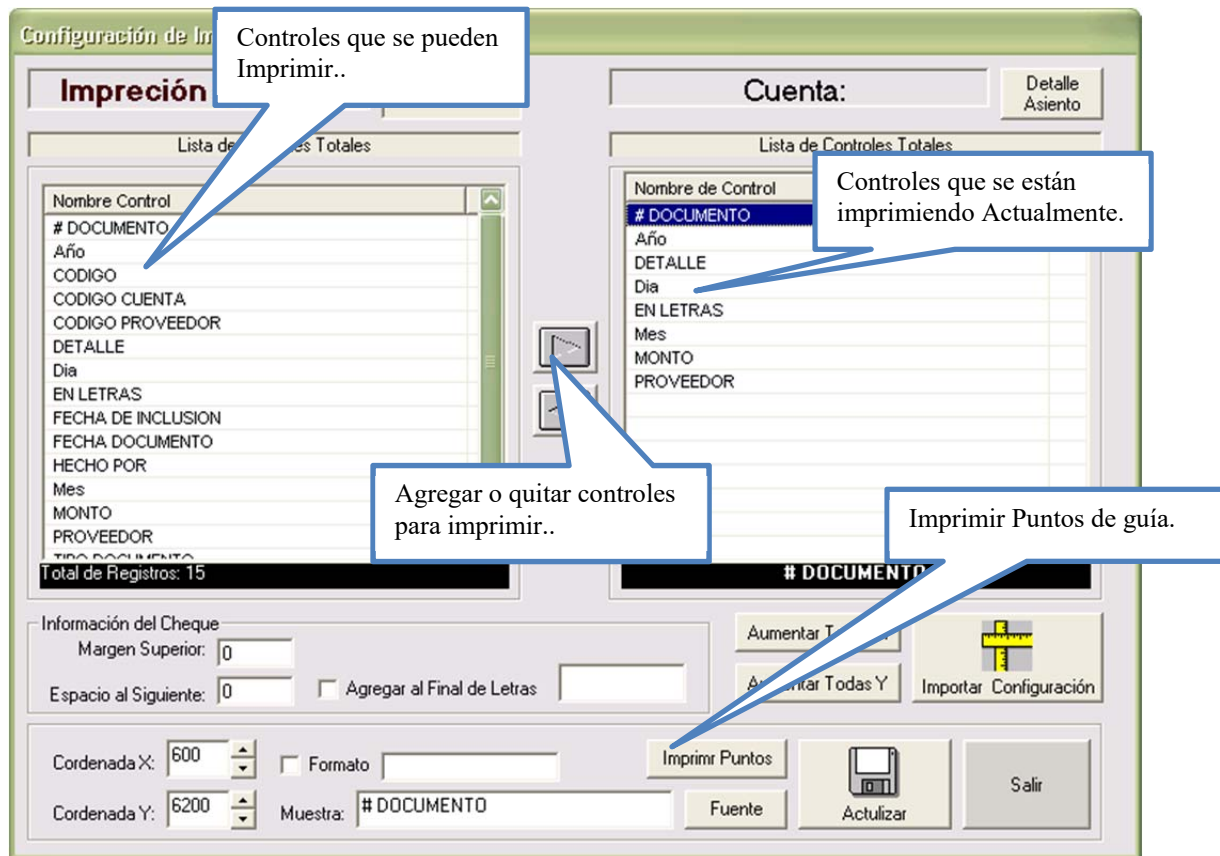 Configuración de Im
Controles que se pueden
Imprimir..
Impreción
Cuenta:
Detalle
Asiento
Lista de es Totales
Lista de Controles Totales
Nombre Control
# DOCUMENTO
Año
CODIGO
CODIGO CUENTA
CODIGO PROVEEDOR
DETALLE
Dia
EN LETRAS
FECHA DE INCLUSION
FECHA DOCUMENTO
HECHO POR
Mes
MONTO
PROVEEDOR
TIPO DOCUMENTO
Total de Registros: 15
Nombre de Control
# DOCUMENTO
Año
DETALLE
Dia
EN LETRAS
Mes
MONTO
PROVEEDOR
# DOCUMENTO
Controles que se están
imprimiendo Actualmente.
Agregar o quitar controles
para imprimir..
Imprimir Puntos de guía.
Información del Cheque
Margen Superior: 0
Espacio al Siguiente: 0
Agregar al Final de Letras
Aumentar T
Aumentar Todas Y
Importar Configuración
Cordenada X: 600
Formato
Imprimr Puntos
Cordenada Y: 6200
Muestra: # DOCUMENTO
Fuente
Actulizar
Salir